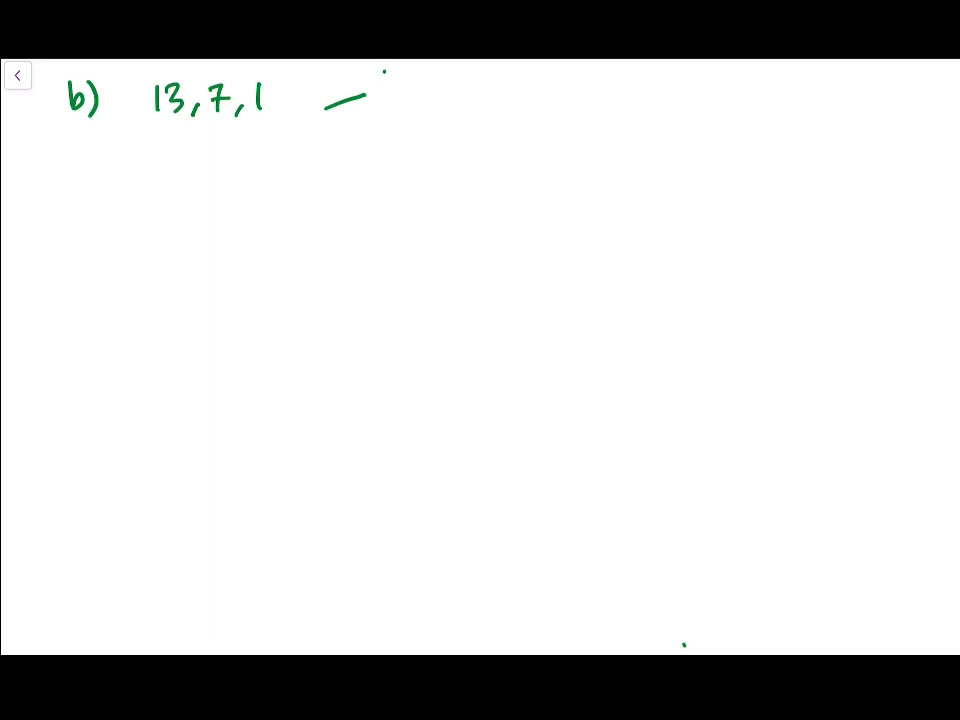 b) 13, 7, 1 —